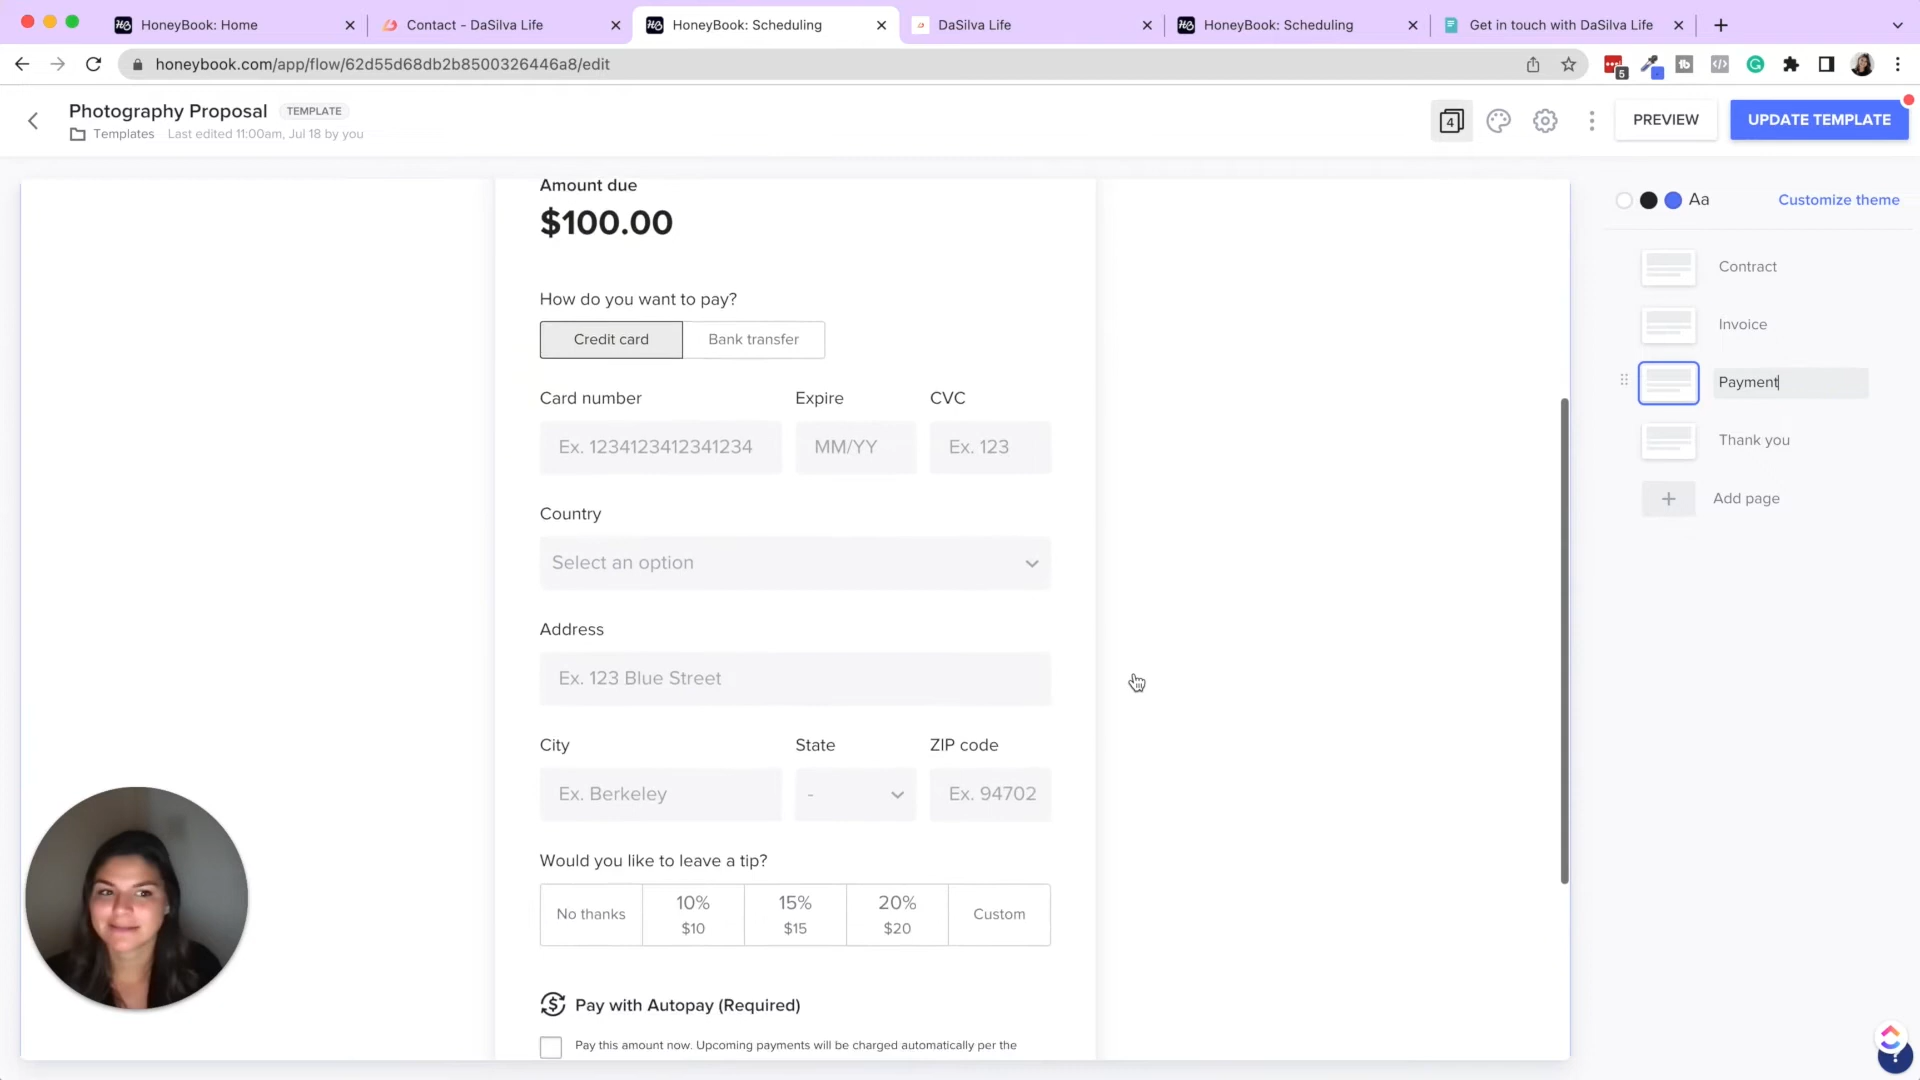 HB HoneyBook: Home
Contact - DaSilva Life
HB HoneyBook: Scheduling
DaSilva Life
HB HoneyBook: Scheduling
Get in touch with DaSilva Life
honeybook.com/app/flow/62d55d68db2b8500326446a8/edit
5
Photography Proposal TEMPLATE
Templates Last edited 11:00am, Jul 18 by you
4
PREVIEW
UPDATE TEMPLATE
Amount due
$100.00
How do you want to pay?
Credit card Bank transfer
Card number Expire CVC
Ex. 1234123412341234 MM/YY Ex. 123
Country
Select an option
Address
Ex. 123 Blue Street
City State ZIP code
Ex. Berkeley - Ex. 94702
Would you like to leave a tip?
No thanks 10% 15% 20% Custom
$10 $15 $20
Pay with Autopay (Required)
Pay this amount now. Upcoming payments will be charged automatically per the
Aa Customize theme
Contract
Invoice
Payment
Thank you
+ Add page
?